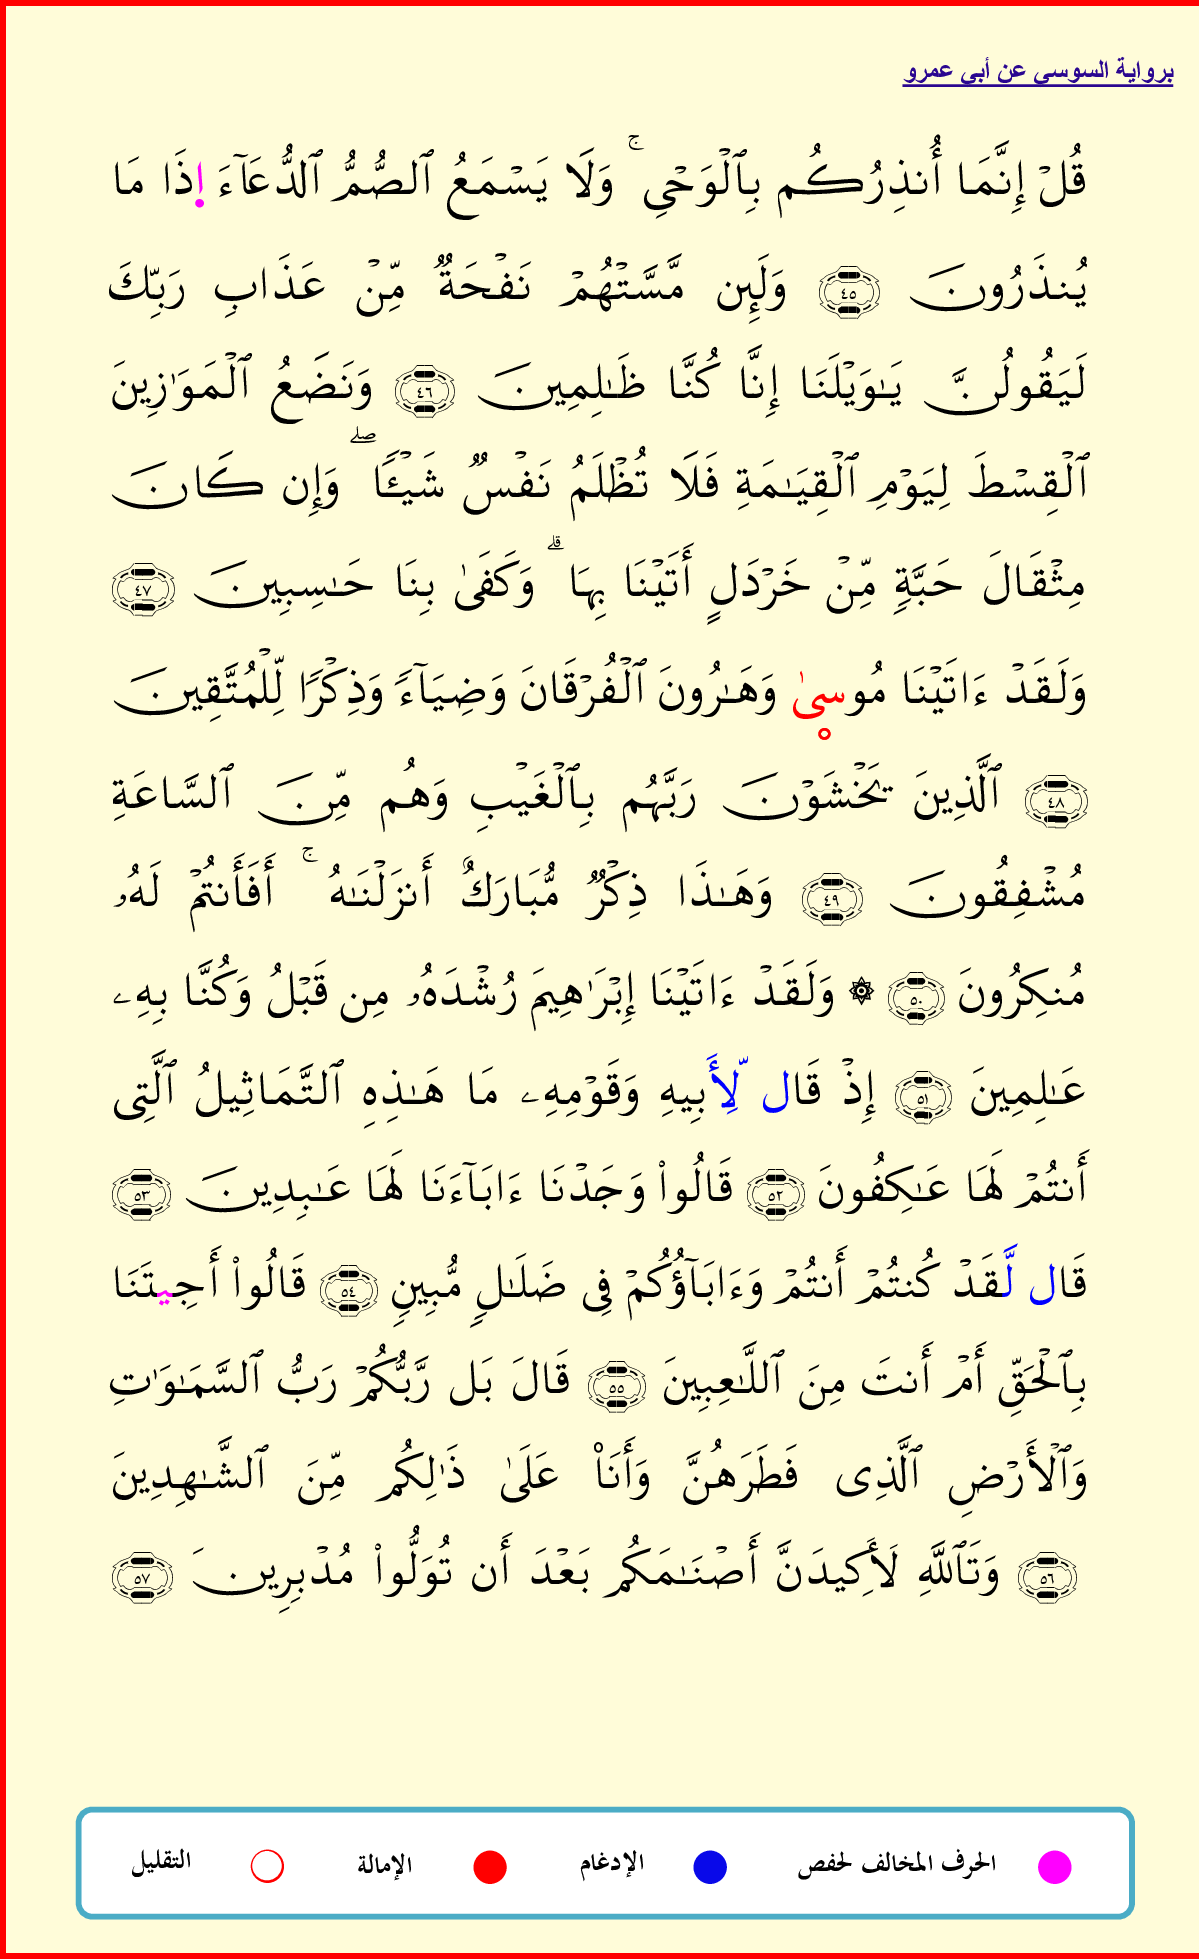 برواية السوسي عن أبي عمرو
قُلۡ إِنَّمَآ أُنذِرُكُم بِٱلۡوَحۡيِۚ وَلَا يَسۡمَعُ ٱلصُّمُّ ٱلدُّعَآءَ ا۪ذَا مَا
يُنذَرُونَ ٤٥ وَلَئِن مَّسَّتۡهُمۡ نَفۡحَةٌ مِّنۡ عَذَابِ رَبِّكَ
لَيَقُولُنَّ يَٰوَيۡلَنَا إِنَّا كُنَّا ظَٰلِمِينَ ٤٦ وَنَضَعُ ٱلۡمَوَٰزِينَ
ٱلۡقِسۡطَ لِيَوۡمِ ٱلۡقِيَٰمَةِ فَلَا تُظۡلَمُ نَفۡسٌ شَيۡـًٔاۖ وَإِن كَانَ
مِثۡقَالَ حَبَّةٍ مِّنۡ خَرۡدَلٍ أَتَيۡنَا بِهَاۗ وَكَفَىٰ بِنَا حَٰسِبِينَ ٤٧
وَلَقَدۡ ءَاتَيۡنَا مُوسىٰ وَهَٰرُونَ ٱلۡفُرۡقَانَ وَضِيَآءً وَذِكۡرًا لِّلۡمُتَّقِينَ
٤٨ ٱلَّذِينَ يَخۡشَوۡنَ رَبَّهُم بِٱلۡغَيۡبِ وَهُم مِّنَ ٱلسَّاعَةِ
مُشۡفِقُونَ ٤٩ وَهَٰذَا ذِكۡرٌ مُّبَارَكٌ أَنزَلۡنَٰهُۚ أَفَأَنتُمۡ لَهُۥ
مُنكِرُونَ ٥٠ ۞ وَلَقَدۡ ءَاتَيۡنَا إِبۡرَٰهِيمَ رُشۡدَهُۥ مِن قَبۡلُ وَكُنَّا بِهِۦ
عَٰلِمِينَ ٥١ إِذۡ قَال لِّأَبِيهِ وَقَوۡمِهِۦ مَا هَٰذِهِ ٱلتَّمَاثِيلُ ٱلَّتِي
أَنتُمۡ لَهَا عَٰكِفُونَ ٥٢ قَالُواْ وَجَدۡنَا ءَابَآءَنَا لَهَا عَٰبِدِينَ ٥٣
قَال لَّقَدۡ كُنتُمۡ أَنتُمۡ وَءَابَآؤُكُمۡ فِي ضَلَٰلٍ مُّبِينٍ ٥٤ قَالُواْ أَجِيتَنَا
بِٱلۡحَقِّ أَمۡ أَنتَ مِنَ ٱللَّٰعِبِينَ ٥٥ قَالَ بَل رَّبُّكُمۡ رَبُّ ٱلسَّمَٰوَٰتِ
وَٱلۡأَرۡضِ ٱلَّذِي فَطَرَهُنَّ وَأَنَا۠ عَلَىٰ ذَٰلِكُم مِّنَ ٱلشَّٰهِدِينَ
٥٦ وَتَٱللَّهِ لَأَكِيدَنَّ أَصۡنَٰمَكُم بَعۡدَ أَن تُوَلُّواْ مُدۡبِرِينَ ٥٧
الحرف المخالف لحفص الإدغام الإمالة التقليل